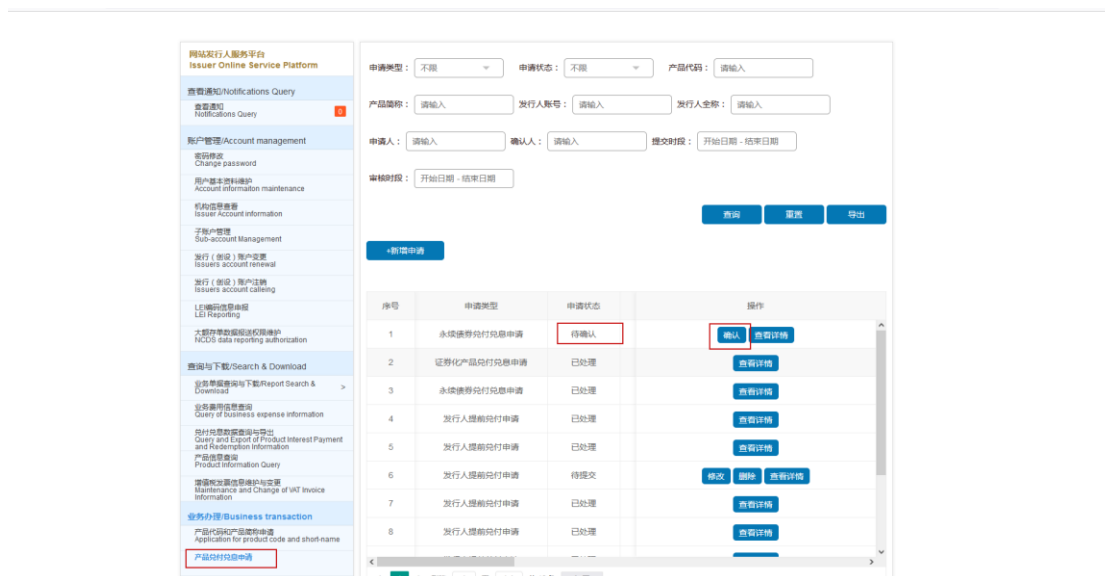 网站发行人服务平台
Issuer Online Service Platform
查看通知/Notifications Query
查看通知
Notifications Query
0
账户管理/Account management
密码修改
Change password
用户基本资料维护
Account informaiton maintenance
机构信息查看
Issuer Account information
子账户管理
Sub-account Management
发行（创设）账户变更
Issuers account renewal
发行（创设）账户注销
Issuers account calleing
LEI编码信息申报
LEI Reporting
大额存单数据报送权限维护
NCDS data reporting authorization
查询与下载/Search & Download
业务单据查询与下载/Report Search &
Download
>
业务费用信息查询
Query of business expense information
兑付兑息数据查询与导出
Query and Export of Product Interest Payment
and Redemption Information
产品信息查询
Product Information Query
增值税发票信息维护与变更
Maintenance and Change of VAT Invoice
Information
业务办理/Business transaction
产品代码和产品简称申请
Application for product code and short-name
产品兑付兑息申请
申请类型： 不限 申请状态： 不限 产品代码： 请输入
产品简称： 请输入 发行人账号： 请输入 发行人全称： 请输入
申请人： 请输入 确认人： 请输入 提交时段： 开始日期 - 结束日期
审核时段： 开始日期 - 结束日期
查询 重置 导出
+新增申请
序号 申请类型 申请状态 操作
1 永续债券兑付兑息申请 待确认 确认 查看详情
2 证券化产品兑付兑息申请 已处理 查看详情
3 永续债券兑付兑息申请 已处理 查看详情
4 发行人提前兑付申请 已处理 查看详情
5 发行人提前兑付申请 已处理 查看详情
6 发行人提前兑付申请 待提交 修改 删除 查看详情
7 发行人提前兑付申请 已处理 查看详情
8 发行人提前兑付申请 已处理 查看详情